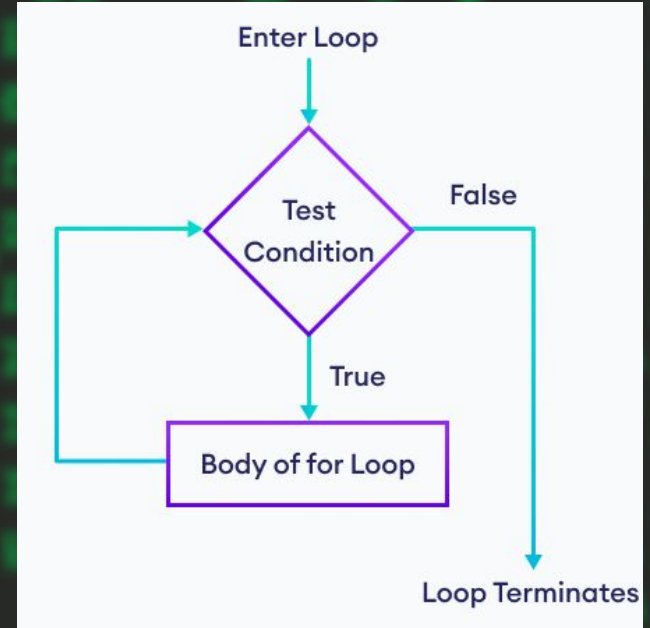 Enter Loop
False
Test
Condition
True
Body of for Loop
Loop Terminates